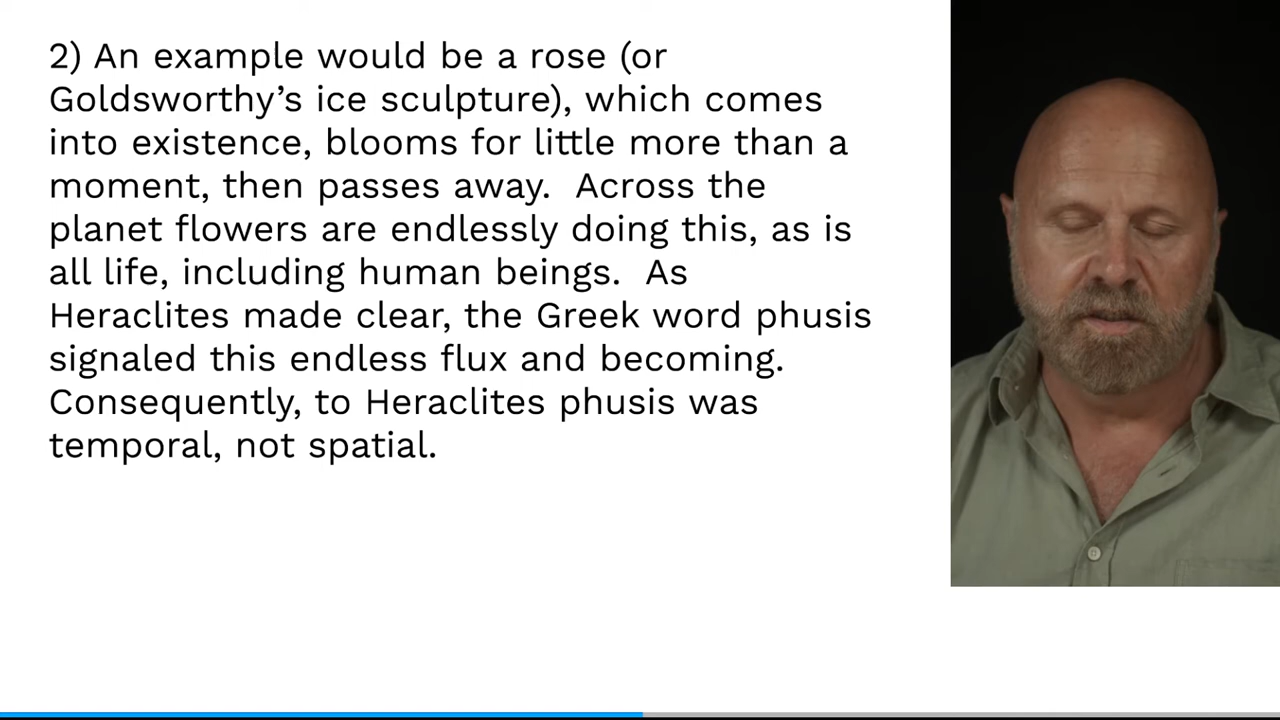 2) An example would be a rose (or
Goldsworthy’s ice sculpture), which comes
into existence, blooms for little more than a
moment, then passes away.  Across the
planet flowers are endlessly doing this, as is
all life, including human beings.  As
Heraclites made clear, the Greek word phusis
signaled this endless flux and becoming.
Consequently, to Heraclites phusis was
temporal, not spatial.